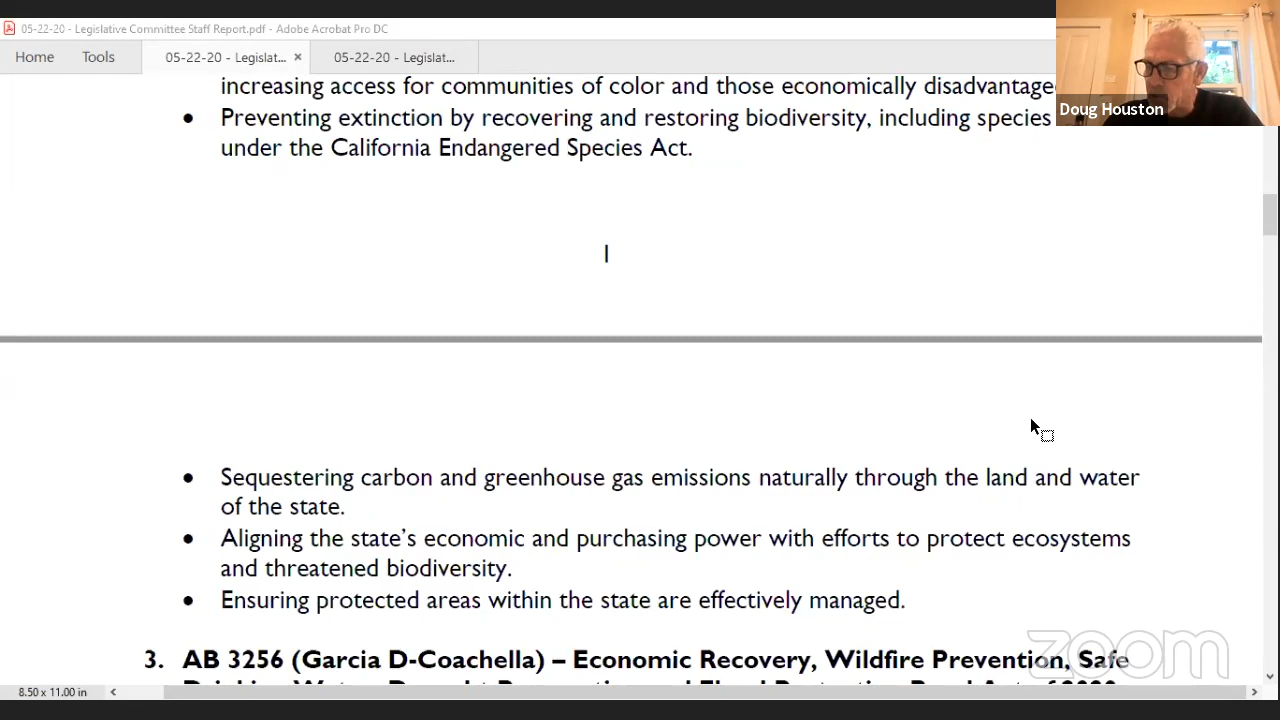 05-22-20 - Legislative Committee Staff Report.pdf - Adobe Acrobat Pro DC
Home Tools 05-22-20 - Legislat... × 05-22-20 - Legislat...
Doug Houston
increasing access for communities of color and those economically
• Preventing extinction by recovering and restoring biodiversity, including species
under the California Endangered Species Act.
• Sequestering carbon and greenhouse gas emissions naturally through the land and water
of the state.
• Aligning the state's economic and purchasing power with efforts to protect ecosystems
and threatened biodiversity.
• Ensuring protected areas within the state are effectively managed.
3. AB 3256 (Garcia D-Coachella) – Economic Recovery, Wildfire Prevention, Safe
zoom
8.50 x 11.00 in